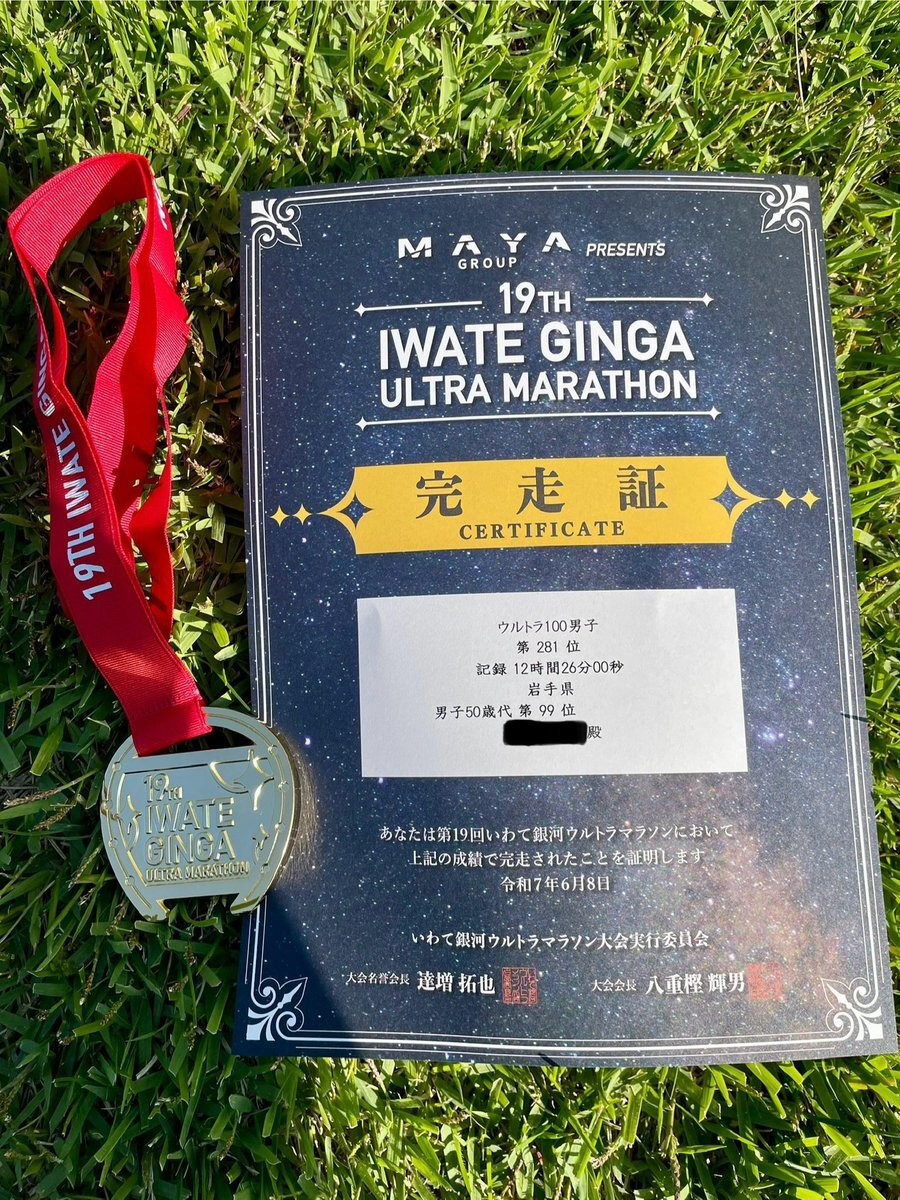 MAYA
GROUP
PRESENTS
19TH
IWATE GINGA
ULTRA MARATHON
完走証
CERTIFICATE
ウルトラ100男子
第 281 位
記録 12時間26分00秒
岩手県
男子50歳代 第 99 位
殿
あなたは第19回いわて銀河ウルトラマラソンにおいて
上記の成績で完走されたことを証明します
令和7年6月8日
いわて銀河ウルトラマラソン大会実行委員会
大会名誉会長 達増 拓也
大会会長 八重樫 輝男
19TH IWATE
19TH
IWATE
GINGA
ULTRA MARATHON